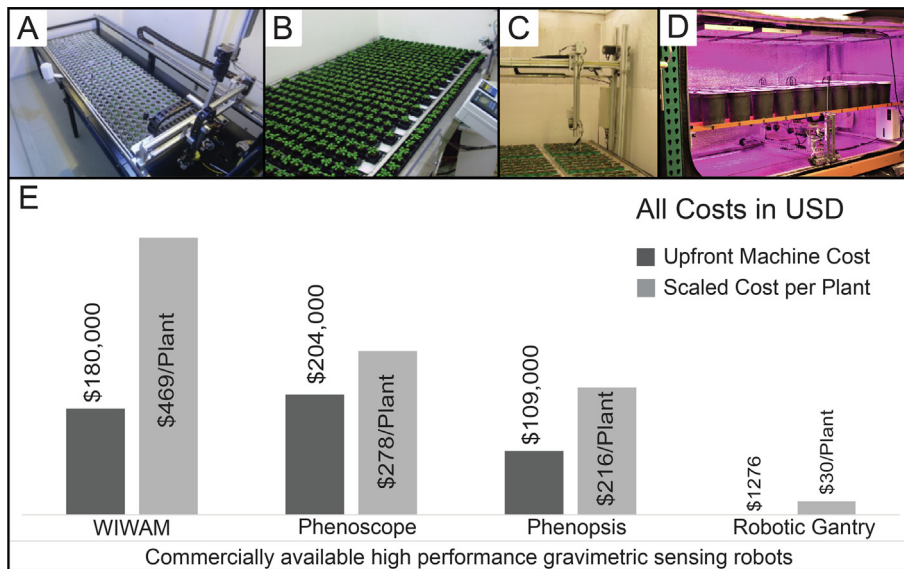 A
B
C
D
E
All Costs in USD
Upfront Machine Cost
Scaled Cost per Plant
$180,000
$469/Plant
$204,000
$278/Plant
$109,000
$216/Plant
$1276
$30/Plant
WIWAM
Phenoscope
Phenopsis
Robotic Gantry
Commercially available high performance gravimetric sensing robots